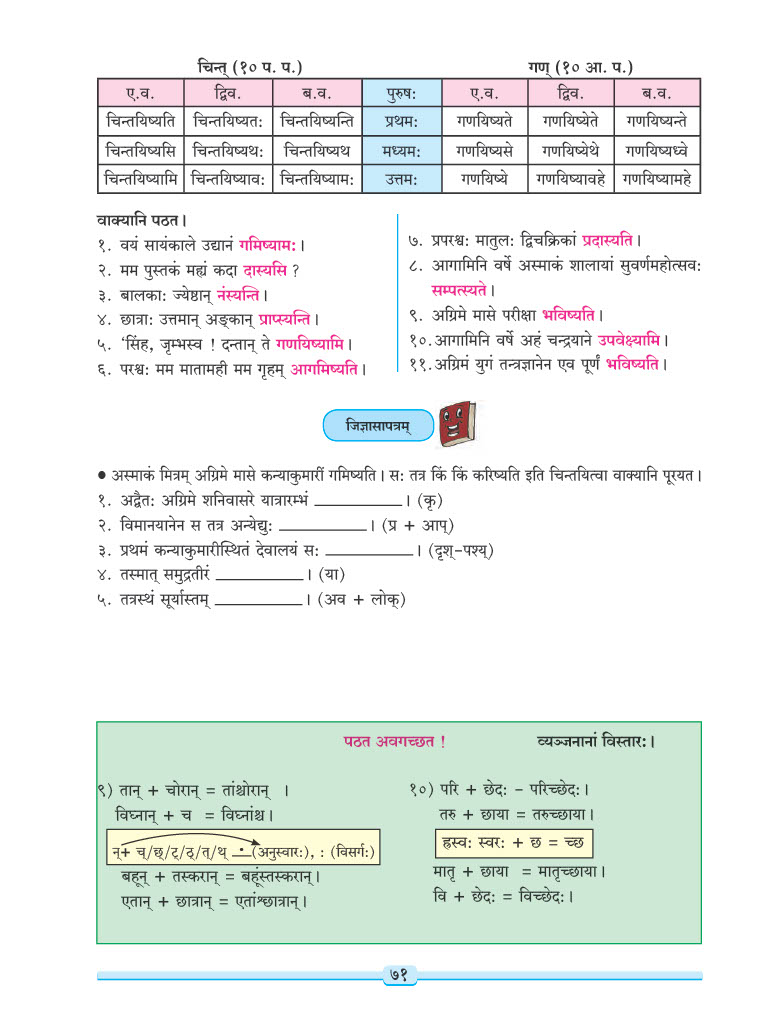 चिन्त् (१० प. प.) गण् (१० आ. प.)
ए.व. द्विव. ब.व. पुरुषः ए.व. द्विव. ब.व.
चिन्तयिष्यति चिन्तयिष्यतः चिन्तयिष्यन्ति प्रथमः गणयिष्यते गणयिष्येते गणयिष्यन्ते
चिन्तयिष्यसि चिन्तयिष्यथः चिन्तयिष्यथ मध्यमः गणयिष्यसे गणयिष्येथे गणयिष्यध्वे
चिन्तयिष्यामि चिन्तयिष्यावः चिन्तयिष्यामः उत्तमः गणयिष्ये गणयिष्यावहे गणयिष्यामहे
वाक्यानि पठत।
१. वयं सायंकाले उद्यानं गमिष्यामः।
२. मम पुस्तकं मह्यं कदा दास्यसि ?
३. बालकाः ज्येष्ठान् नंस्यन्ति।
४. छात्राः उत्तमान् अङ्कान् प्राप्स्यन्ति।
५. ‘सिंह, जृम्भस्व ! दन्तान् ते गणयिष्यामि।
६. परश्वः मम मातामही मम गृहम् आगमिष्यति।
७. प्रपरश्वः मातुलः द्विचक्रिकां प्रदास्यति।
८. आगामिनि वर्षे अस्माकं शालायां सुवर्णमहोत्सवः
सम्पत्स्यते।
९. अग्रिमे मासे परीक्षा भविष्यति।
१०. आगामिनि वर्षे अहं चन्द्रयाने उपवेक्ष्यामि।
११. अग्रिमं युगं तन्त्रज्ञानेन एव पूर्णं भविष्यति।
जिज्ञासापत्रम्
● अस्माकं मित्रम् अग्रिमे मासे कन्याकुमारीं गमिष्यति। सः तत्र किं किं करिष्यति इति चिन्तयित्वा वाक्यानि पूरयत।
१. अद्वैतः अग्रिमे शनिवासरे यात्रारम्भं ________। (कृ)
२. विमानयानेन स तत्र अन्येद्युः ________। (प्र + आप्)
३. प्रथमं कन्याकुमारीस्थितं देवालयं सः ________। (दृश्-पश्य्)
४. तस्मात् समुद्रतीरं ________। (या)
५. तत्रस्थं सूर्यास्तम् ________। (अव + लोक्)
पठत अवगच्छत ! व्यञ्जनानां विस्तारः।
९) तान् + चोरान् = तांश्चोरान् ।
विघ्नान् + च = विघ्नांश्च।
न्+ च्/छ्/ट्/ठ्/त्/थ् __ं(अनुस्वारः), : (विसर्गः)
बहून् + तस्करान् = बहूंस्तस्करान्।
एतान् + छात्रान् = एतांश्छात्रान्।
१०) परि + छेदः - परिच्छेदः।
तरु + छाया = तरुच्छाया।
ह्रस्वः स्वरः + छ = च्छ
मातृ + छाया = मातृच्छाया।
वि + छेदः = विच्छेदः।
७१